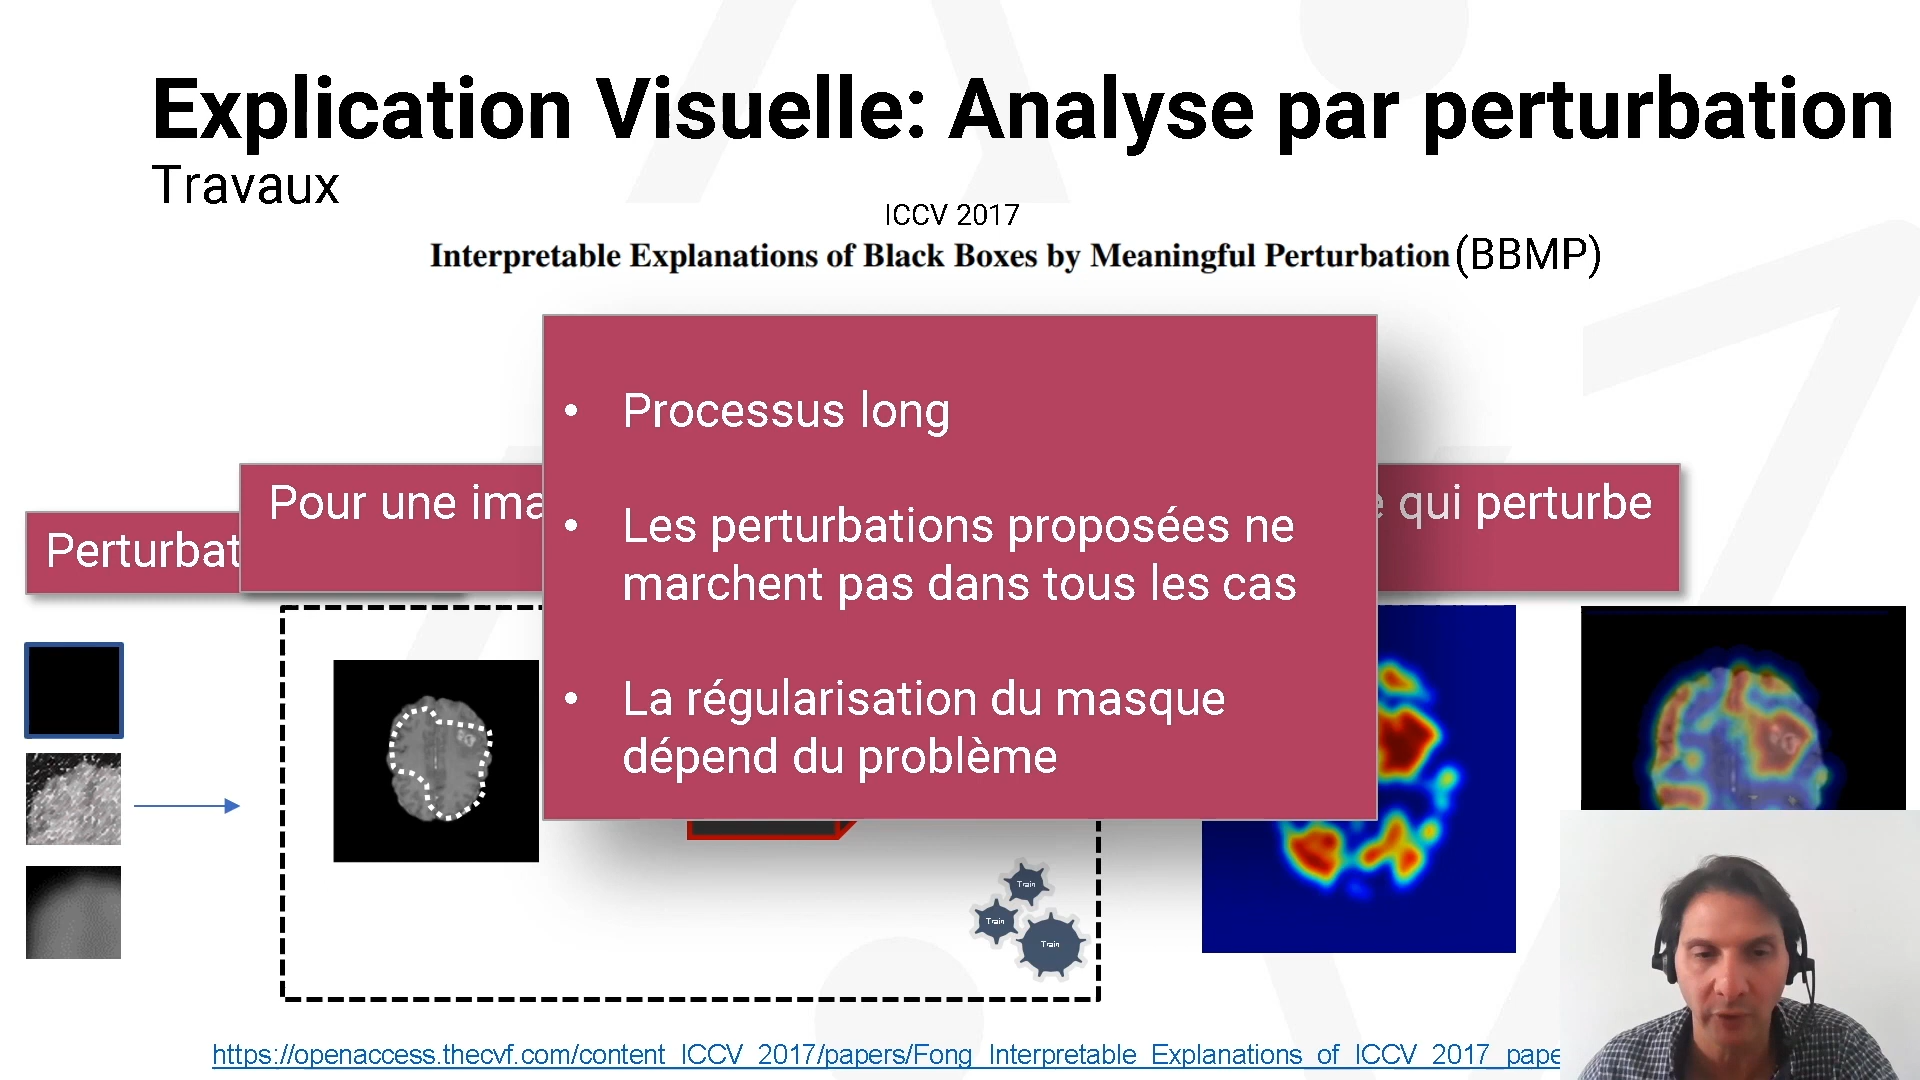 Explication Visuelle: Analyse par perturbation
Travaux
ICCV 2017
Interpretable Explanations of Black Boxes by Meaningful Perturbation (BBMP)
• Processus long
• Les perturbations proposées ne
marchent pas dans tous les cas
• La régularisation du masque
dépend du problème
Pour une
qui perturbe
Train
Train
Train
https://openaccess.thecvf.com/content_ICCV_2017/papers/Fong_Interpretable_Explanations_of_ICCV_2017_pape